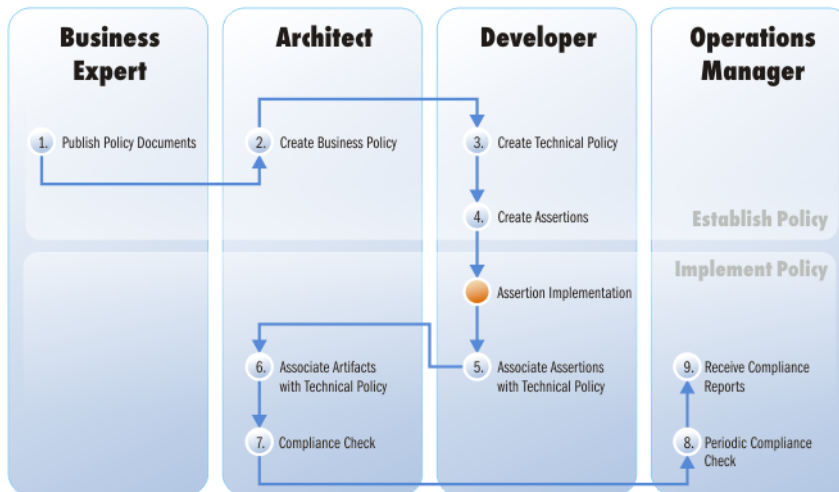 Business
Expert
Architect
Developer
Operations
Manager
1. Publish Policy Documents
2. Create Business Policy
3. Create Technical Policy
4. Create Assertions
Establish Policy
Implement Policy
Assertion Implementation
5. Associate Assertions
with Technical Policy
6. Associate Artifacts
with Technical Policy
7. Compliance Check
8. Periodic Compliance
Check
9. Receive Compliance
Reports